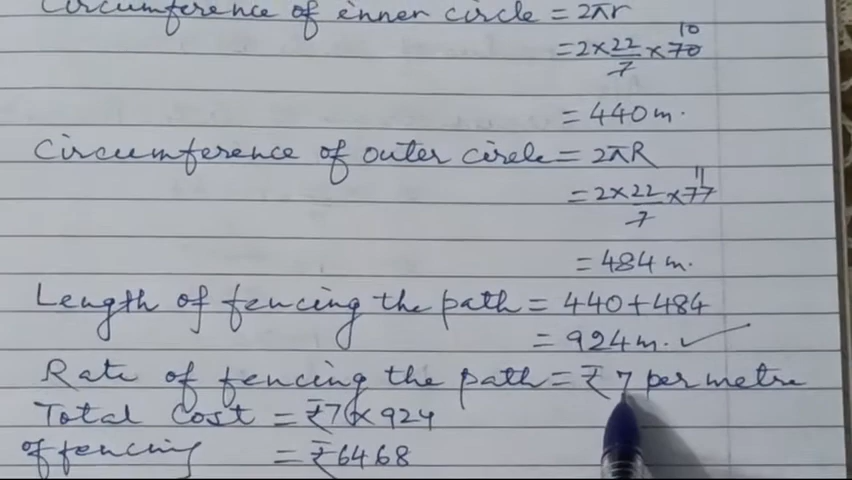 Circumference of inner circle = 2πr
= 2 × 22/7 × 70 10
= 440 m.
Circumference of outer circle = 2πR
= 2 × 22/7 × 77 11
= 484 m.
Length of fencing the path = 440 + 484
= 924 m. ✓
Rate of fencing the path = ₹ 7 per metre
Total Cost = ₹7 × 924
of fencing = ₹6468